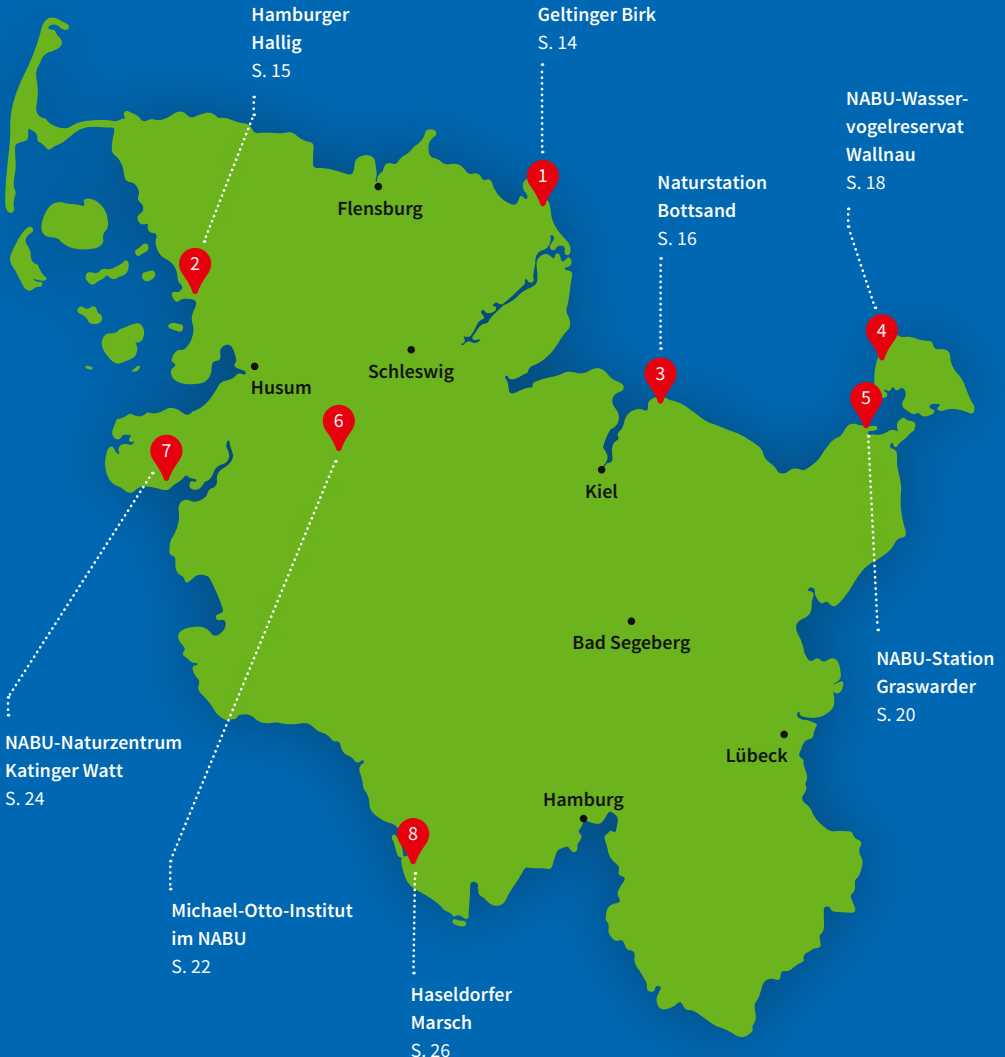 Hamburger
Hallig
S. 15
Geltinger Birk
S. 14
NABU-Wasser-
vogelreservat
Wallnau
S. 18
Naturstation
Bottsand
S. 16
1
Flensburg
2
4
3
5
Schleswig
Husum
6
7
Kiel
Bad Segeberg
NABU-Station
Graswarder
S. 20
NABU-Naturzentrum
Katinger Watt
S. 24
Lübeck
Hamburg
8
Michael-Otto-Institut
im NABU
S. 22
Haseldorfer
Marsch
S. 26